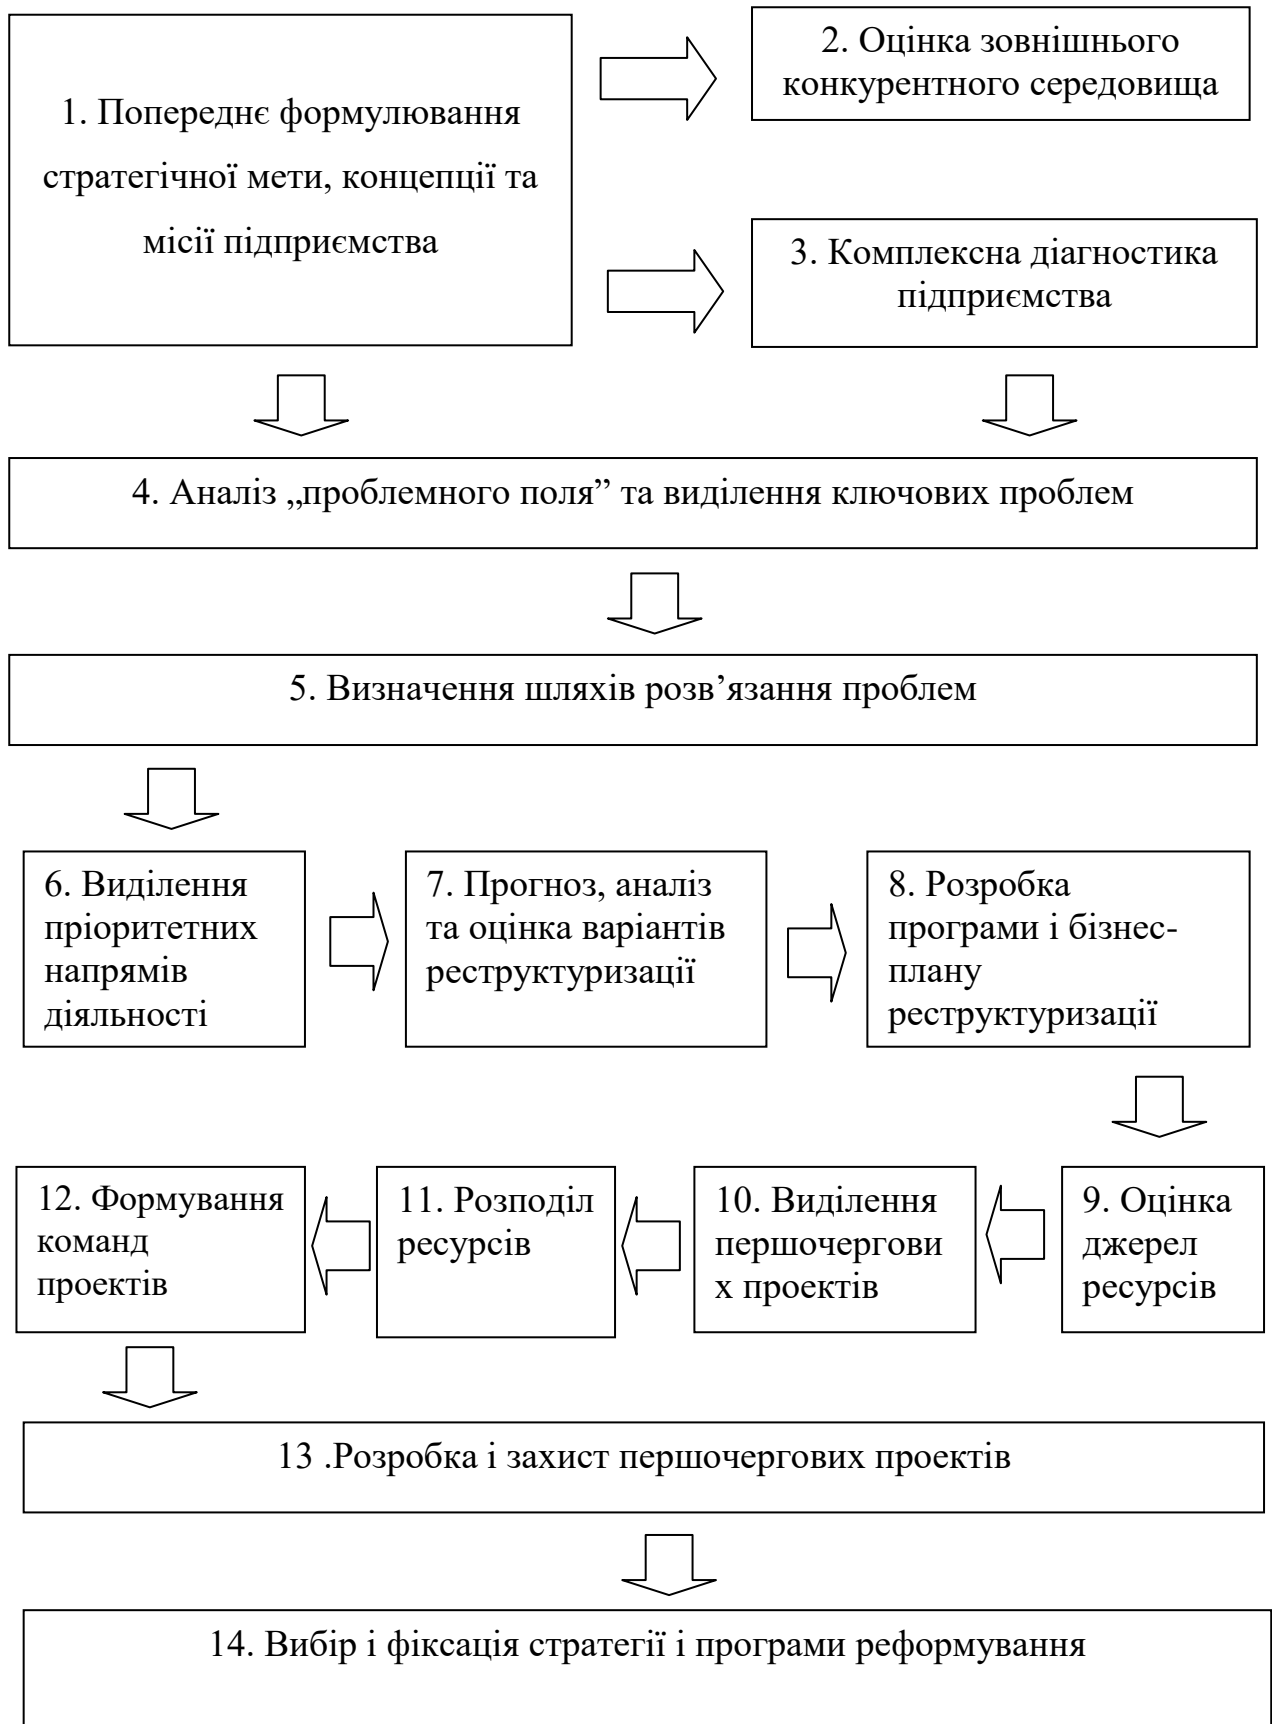 1. Попереднє формулювання
стратегічної мети, концепції та
місії підприємства
2. Оцінка зовнішнього
конкурентного середовища
3. Комплексна діагностика
підприємства
4. Аналіз „проблемного поля” та виділення ключових проблем
5. Визначення шляхів розв’язання проблем
6. Виділення
пріоритетних
напрямів
діяльності
7. Прогноз, аналіз
та оцінка варіантів
реструктуризації
8. Розробка
програми і бізнес-
плану
реструктуризації
12. Формування
команд
проектів
11. Розподіл
ресурсів
10. Виділення
першочергови
х проектів
9. Оцінка
джерел
ресурсів
13 .Розробка і захист першочергових проектів
14. Вибір і фіксація стратегії і програми реформування